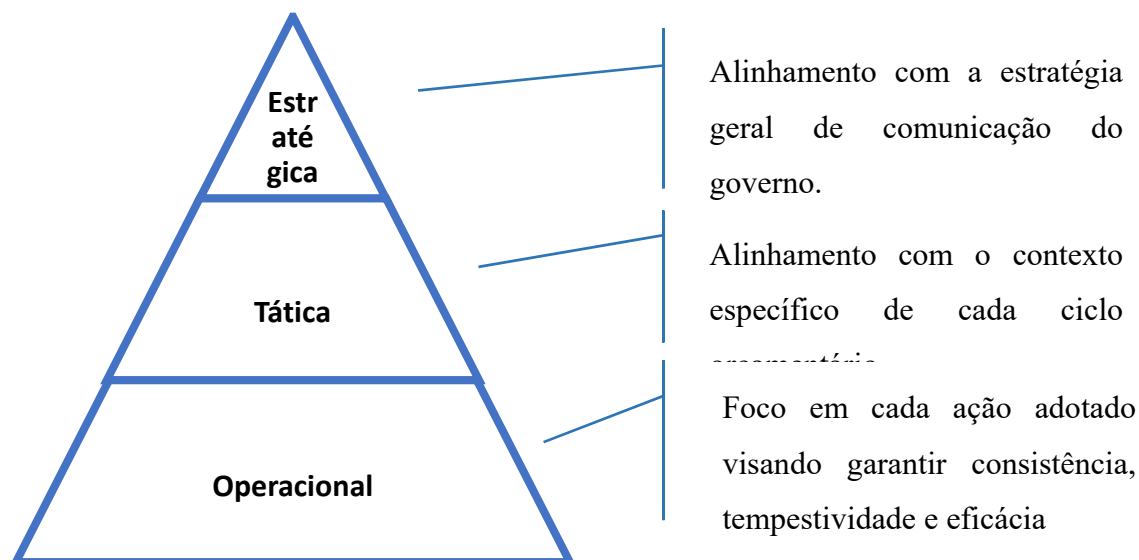 Estr
até
gica
Alinhamento com a estratégia
geral de comunicação do
governo.
Tática
Alinhamento com o contexto
específico de cada ciclo
Operacional
Foco em cada ação adotado
visando garantir consistência,
tempestividade e eficácia